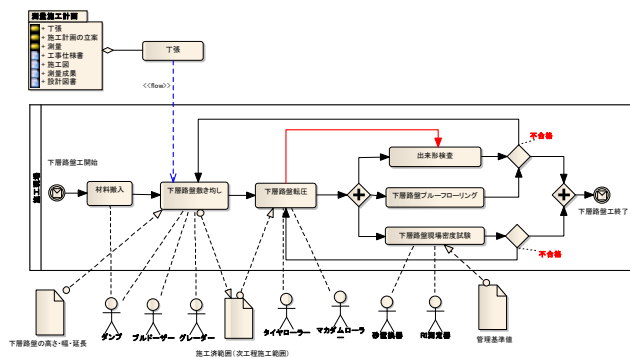 測量施工計画
+ 丁張
+ 施工計画の立案
+ 測量
+ 工事仕様書
+ 施工図
+ 測量成果
+ 設計図書
丁張
<<flow>>
施工現場
下層路盤工開始
材料搬入
下層路盤敷き均し
下層路盤転圧
出来形検査
不合格
下層路盤プルーフローリング
下層路盤現場密度試験
不合格
下層路盤工終了
下層路盤の高さ・幅・延長
ダンプ
ブルドーザー
グレーダー
施工済範囲(次工程施工範囲)
タイヤローラー
マカダムローラ
ー
砂置換器
RI測定器
管理基準値